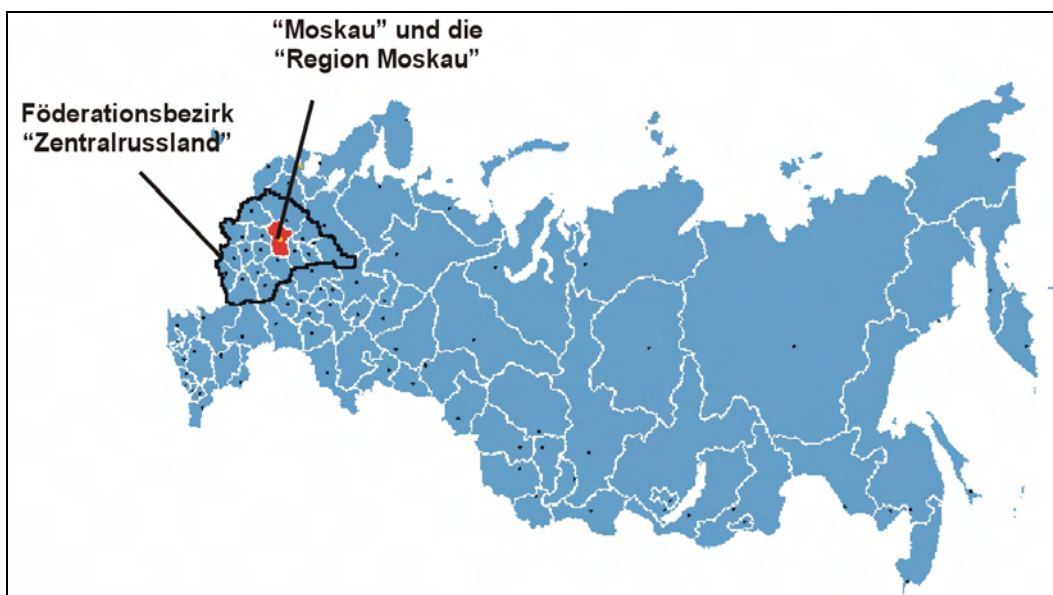 “Moskau” und die
“Region Moskau”
Föderationsbezirk
“Zentralrussland”